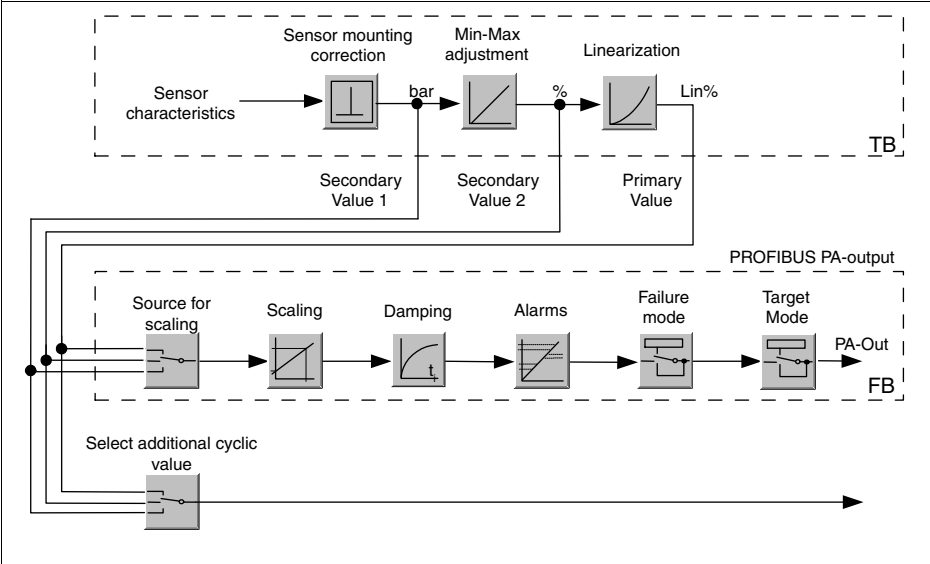 Sensor mounting
correction
Min-Max
adjustment
Linearization
Sensor
characteristics
bar
%
Lin%
TB
Secondary
Value 1
Secondary
Value 2
Primary
Value
PROFIBUS PA-output
Source for
scaling
Scaling
Damping
Alarms
Failure
mode
Target
Mode
t
PA-Out
FB
Select additional cyclic
value